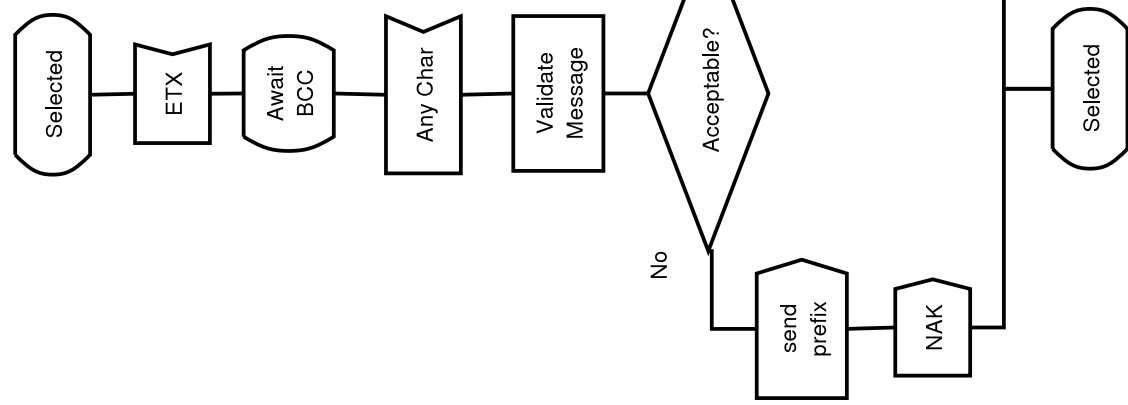 Selected
ETX
Await
BCC
Any Char
Validate
Message
Acceptable?
No
send
prefix
NAK
Selected